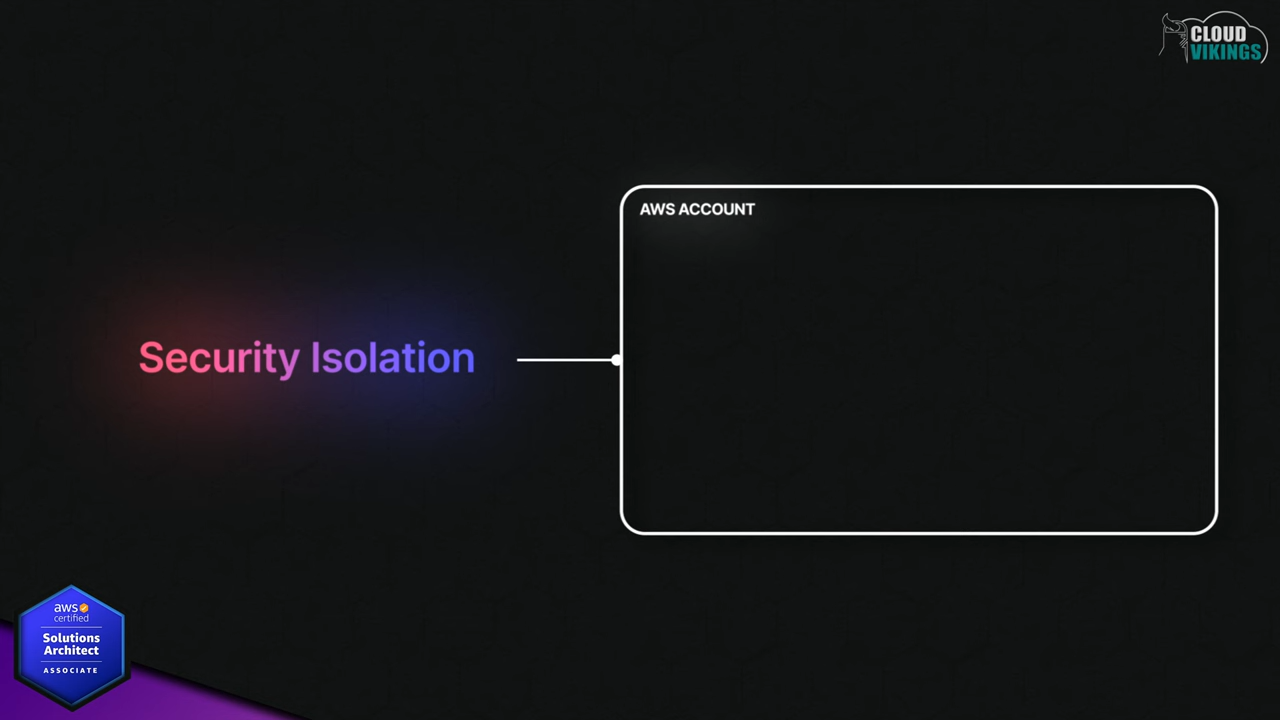 CLOUD
VIKINGS
AWS ACCOUNT
Security Isolation
aws
certified
Solutions
Architect
ASSOCIATE